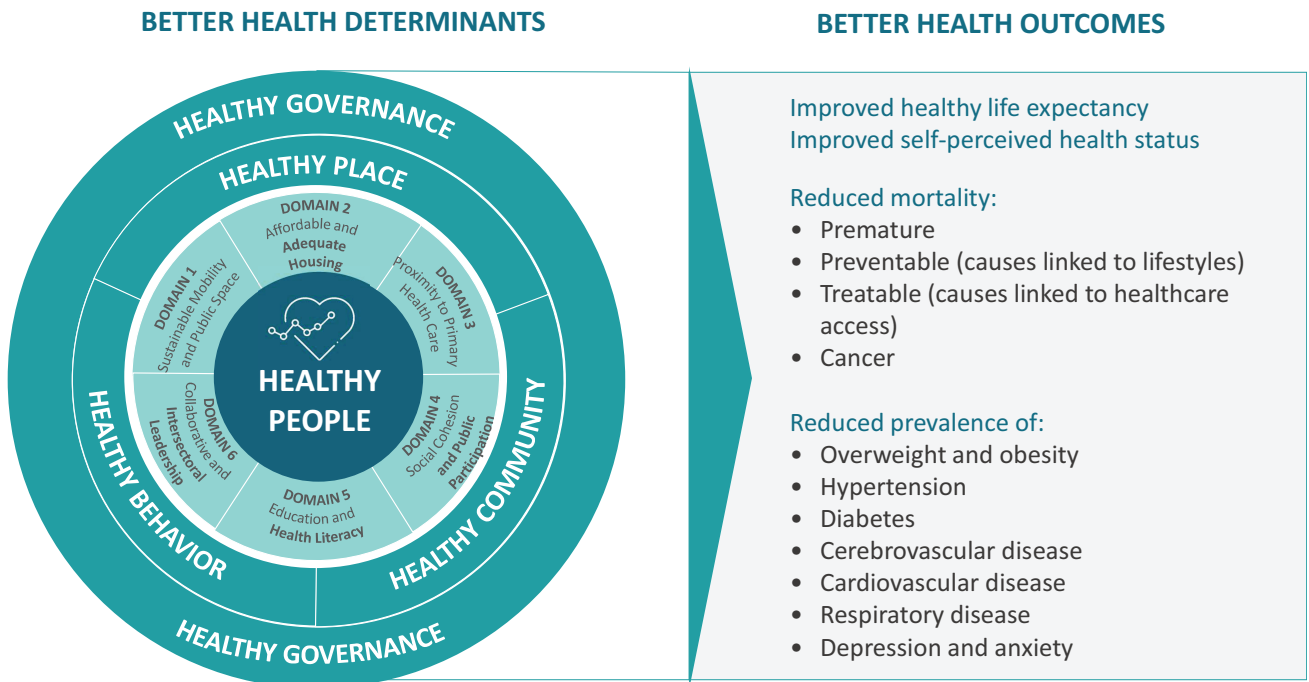 BETTER HEALTH DETERMINANTS
BETTER HEALTH OUTCOMES
HEALTHY GOVERNANCE
HEALTHY PLACE
DOMAIN 2
Affordable and
Adequate
Housing
DOMAIN 1
Sustainable Mobility
and Public Space
DOMAIN 3
Proximity to Primary
Health Care
HEALTHY
PEOPLE
DOMAIN 6
Collaborative and
Intersectoral
Leadership
DOMAIN 4
Social Cohesion
and Public
Participation
DOMAIN 5
Education and
Health Literacy
HEALTHY BEHAVIOR
HEALTHY COMMUNITY
HEALTHY GOVERNANCE
Improved healthy life expectancy
Improved self-perceived health status
Reduced mortality:
• Premature
• Preventable (causes linked to lifestyles)
• Treatable (causes linked to healthcare
access)
• Cancer
Reduced prevalence of:
• Overweight and obesity
• Hypertension
• Diabetes
• Cerebrovascular disease
• Cardiovascular disease
• Respiratory disease
• Depression and anxiety